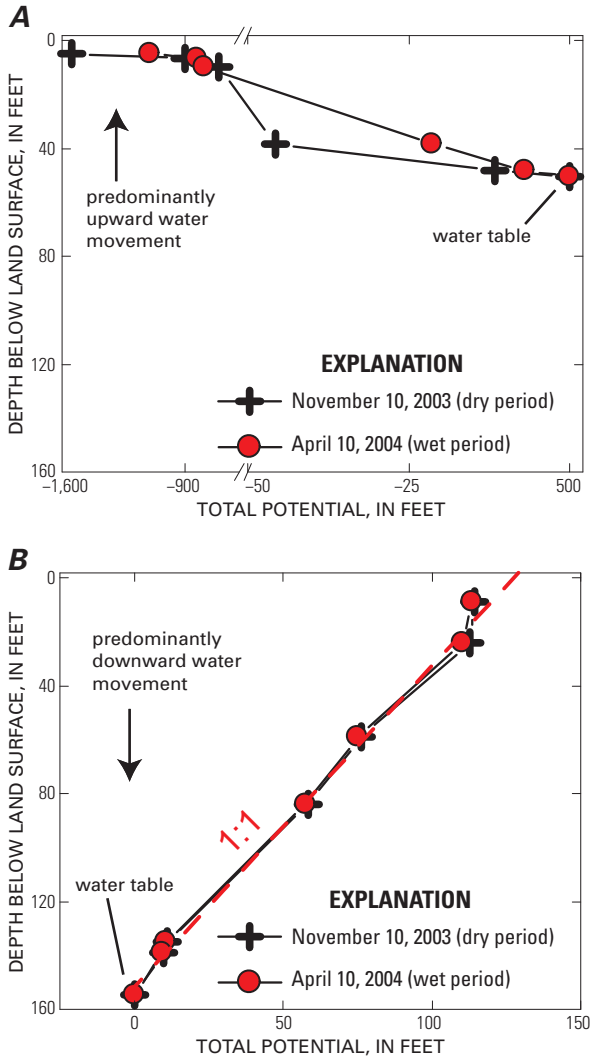 A
DEPTH BELOW LAND SURFACE, IN FEET
0
40
80
120
160
predominantly
upward water
movement
water table
EXPLANATION
November 10, 2003 (dry period)
April 10, 2004 (wet period)
–1,600
–900
–50
–25
500
TOTAL POTENTIAL, IN FEET
B
DEPTH BELOW LAND SURFACE, IN FEET
0
40
80
120
160
predominantly
downward water
movement
1:1
water table
EXPLANATION
November 10, 2003 (dry period)
April 10, 2004 (wet period)
0
50
100
150
TOTAL POTENTIAL, IN FEET